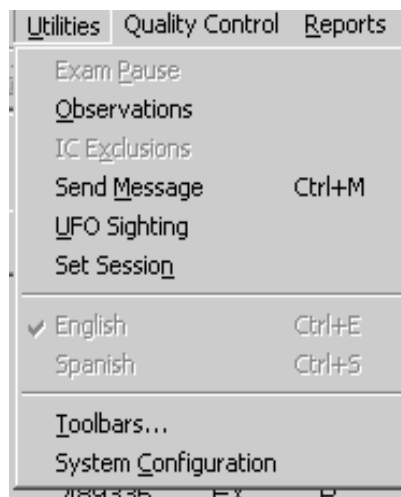 Utilities Quality Control Reports
Exam Pause
Observations
IC Exclusions
Send Message Ctrl+M
UFO Sighting
Set Session
English Ctrl+E
Spanish Ctrl+S
Toolbars...
System Configuration